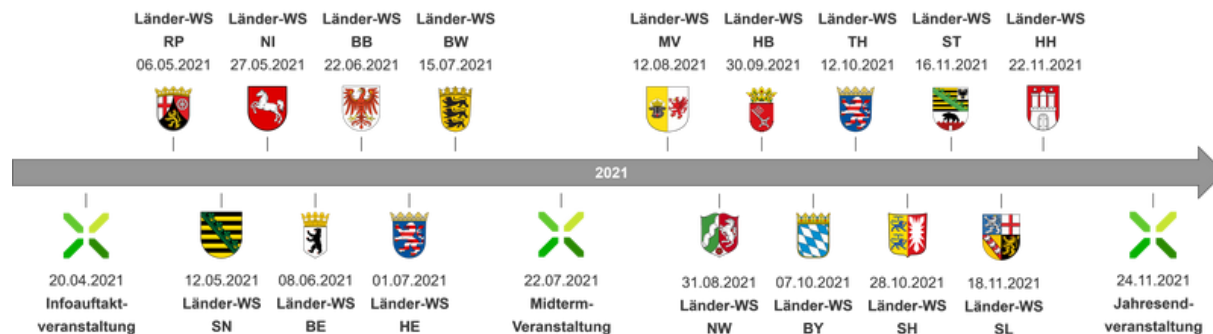 Länder-WS
RP
06.05.2021
Länder-WS
NI
27.05.2021
Länder-WS
BB
22.06.2021
Länder-WS
BW
15.07.2021
Länder-WS
MV
12.08.2021
Länder-WS
HB
30.09.2021
Länder-WS
TH
12.10.2021
Länder-WS
ST
16.11.2021
Länder-WS
HH
22.11.2021
2021
20.04.2021
Infoauftakt-
veranstaltung
12.05.2021
Länder-WS
SN
08.06.2021
Länder-WS
BE
01.07.2021
Länder-WS
HE
22.07.2021
Midterm-
Veranstaltung
31.08.2021
Länder-WS
NW
07.10.2021
Länder-WS
BY
28.10.2021
Länder-WS
SH
18.11.2021
Länder-WS
SL
24.11.2021
Jahresend-
veranstaltung